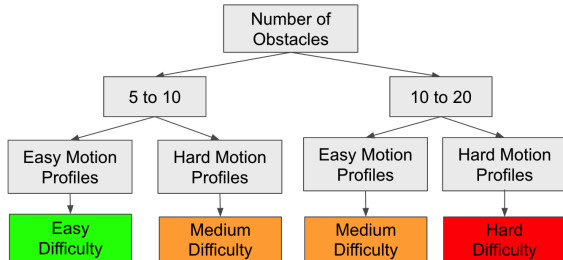 Number of
Obstacles
5 to 10
10 to 20
Easy Motion
Profiles
Hard Motion
Profiles
Easy Motion
Profiles
Hard Motion
Profiles
Easy
Difficulty
Medium
Difficulty
Medium
Difficulty
Hard
Difficulty